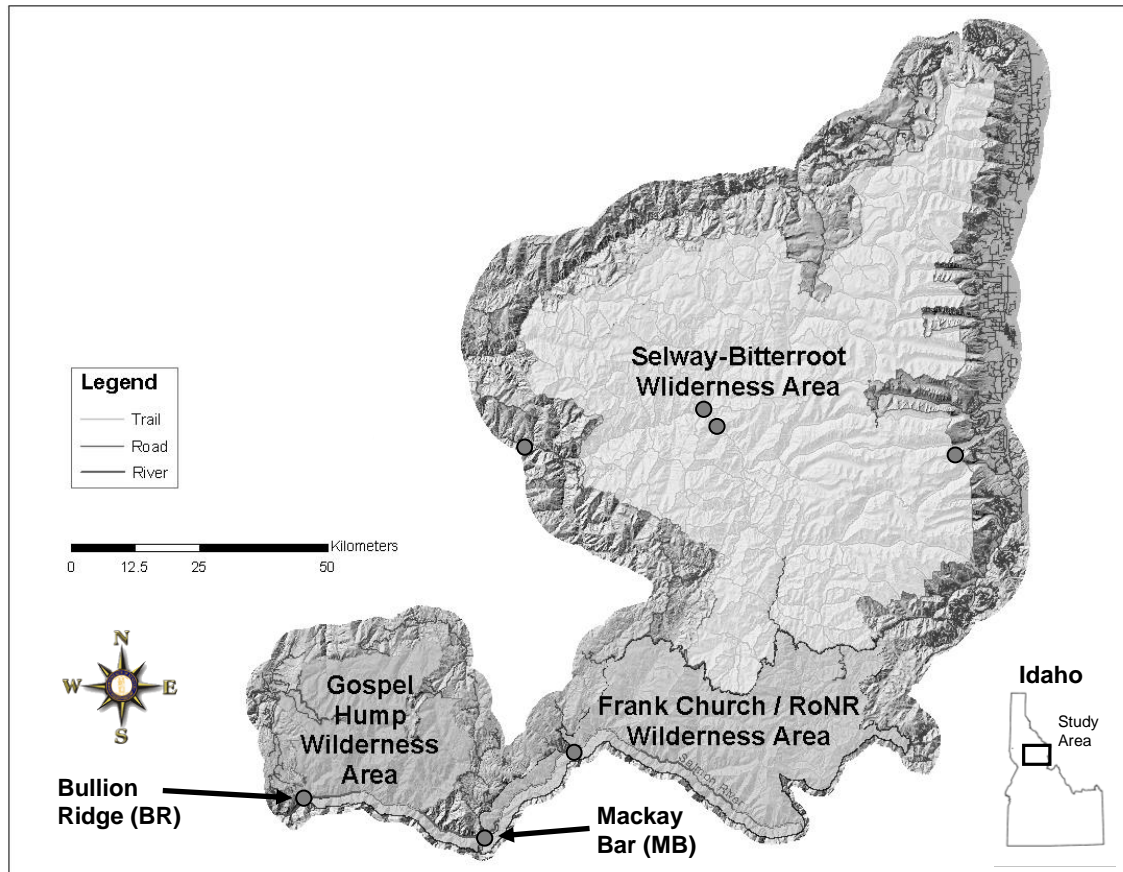 Selway-Bitterroot
Wliderness Area
Legend
Trail
Road
River
Kilometers
0 12.5 25 50
N
W E
S
Gospel
Hump
Wilderness
Area
Frank Church / RoNR
Wilderness Area
Salmon River
Idaho
Study
Area
Bullion
Ridge (BR)
Mackay
Bar (MB)